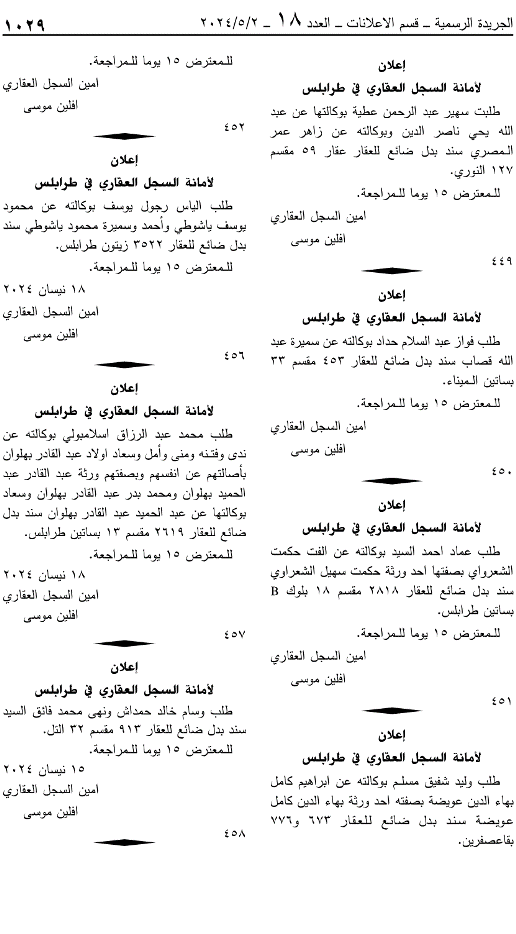 الجريدة الرسمية ــ قسم الاعلانات ــ العدد ١٨ ــ ٢٠٢٤/٥/٢
١٠٢٩
إعلان
لأمانة السجل العقاري في طرابلس
طلبت سهير عبد الرحمن عطية بوكالتها عن عبد
الله يحي ناصر الدين وبوكالته عن زاهر عمر
المصري سند بدل ضائع للعقار عقار ٥٩ مقسم
١٢٧ النوري.
للمعترض ١٥ يوما للمراجعة.
امين السجل العقاري
افلين موسى
٤٤٩
إعلان
لأمانة السجل العقاري في طرابلس
طلب فواز عبد السلام حداد بوكالته عن سميرة عبد
الله قصاب سند بدل ضائع للعقار ٤٥٣ مقسم ٣٣
بساتين الميناء.
للمعترض ١٥ يوما للمراجعة.
امين السجل العقاري
افلين موسى
٤٥٠
إعلان
لأمانة السجل العقاري في طرابلس
طلب عماد احمد السيد بوكالته عن الفت حكمت
الشعرواي بصفتها احد ورثة حكمت سهيل الشعراوي
سند بدل ضائع للعقار ٢٨١٨ مقسم ١٨ بلوك B
بساتين طرابلس.
للمعترض ١٥ يوما للمراجعة.
امين السجل العقاري
افلين موسى
٤٥١
إعلان
لأمانة السجل العقاري في طرابلس
طلب وليد شفيق مسلم بوكالته عن ابراهيم كامل
بهاء الدين عويضة بصفته احد ورثة بهاء الدين كامل
عويضة سند بدل ضائع للعقار ٦٧٣ و٧٧٦
بقاعصفرين.
للمعترض ١٥ يوما للمراجعة.
امين السجل العقاري
افلين موسى
٤٥٢
إعلان
لأمانة السجل العقاري في طرابلس
طلب الياس رجول يوسف بوكالته عن محمود
يوسف ياشوطي وأحمد وسميرة محمود ياشوطي سند
بدل ضائع للعقار ٣٥٢٢ زيتون طرابلس.
للمعترض ١٥ يوما للمراجعة.
١٨ نيسان ٢٠٢٤
امين السجل العقاري
افلين موسى
٤٥٦
إعلان
لأمانة السجل العقاري في طرابلس
طلب محمد عبد الرزاق اسلامبولي بوكالته عن
ندى وفتنه ومنى وأمل وسعاد اولاد عبد القادر بهلوان
بأصالتهم عن انفسهم وبصفتهم ورثة عبد القادر عبد
الحميد بهلوان ومحمد بدر عبد القادر بهلوان وسعاد
بوكالتها عن عبد الحميد عبد القادر بهلوان سند بدل
ضائع للعقار ٢٦١٩ مقسم ١٣ بساتين طرابلس.
للمعترض ١٥ يوما للمراجعة.
١٨ نيسان ٢٠٢٤
امين السجل العقاري
افلين موسى
٤٥٧
إعلان
لأمانة السجل العقاري في طرابلس
طلب وسام خالد حمداش ونهى محمد فائق السيد
سند بدل ضائع للعقار ٩١٣ مقسم ٣٢ التل.
للمعترض ١٥ يوما للمراجعة.
١٥ نيسان ٢٠٢٤
امين السجل العقاري
افلين موسى
٤٥٨